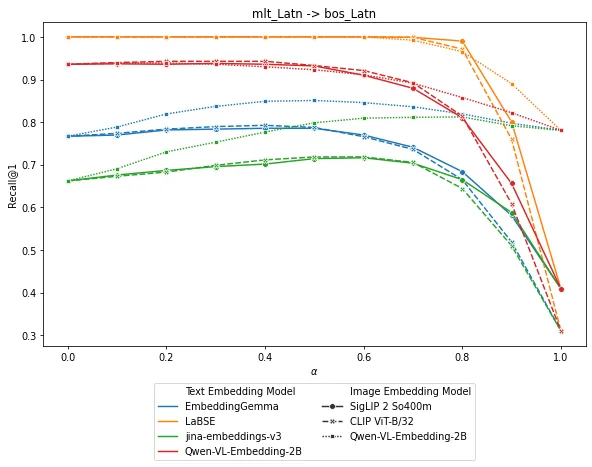 mlt_Latn -> bos_Latn
Recall@1
1.0
0.9
0.8
0.7
0.6
0.5
0.4
0.3
0.0 0.2 0.4 0.6 0.8 1.0
α
Text Embedding Model
EmbeddingGemma
LaBSE
jina-embeddings-v3
Qwen-VL-Embedding-2B
Image Embedding Model
SigLIP 2 So400m
CLIP ViT-B/32
Qwen-VL-Embedding-2B